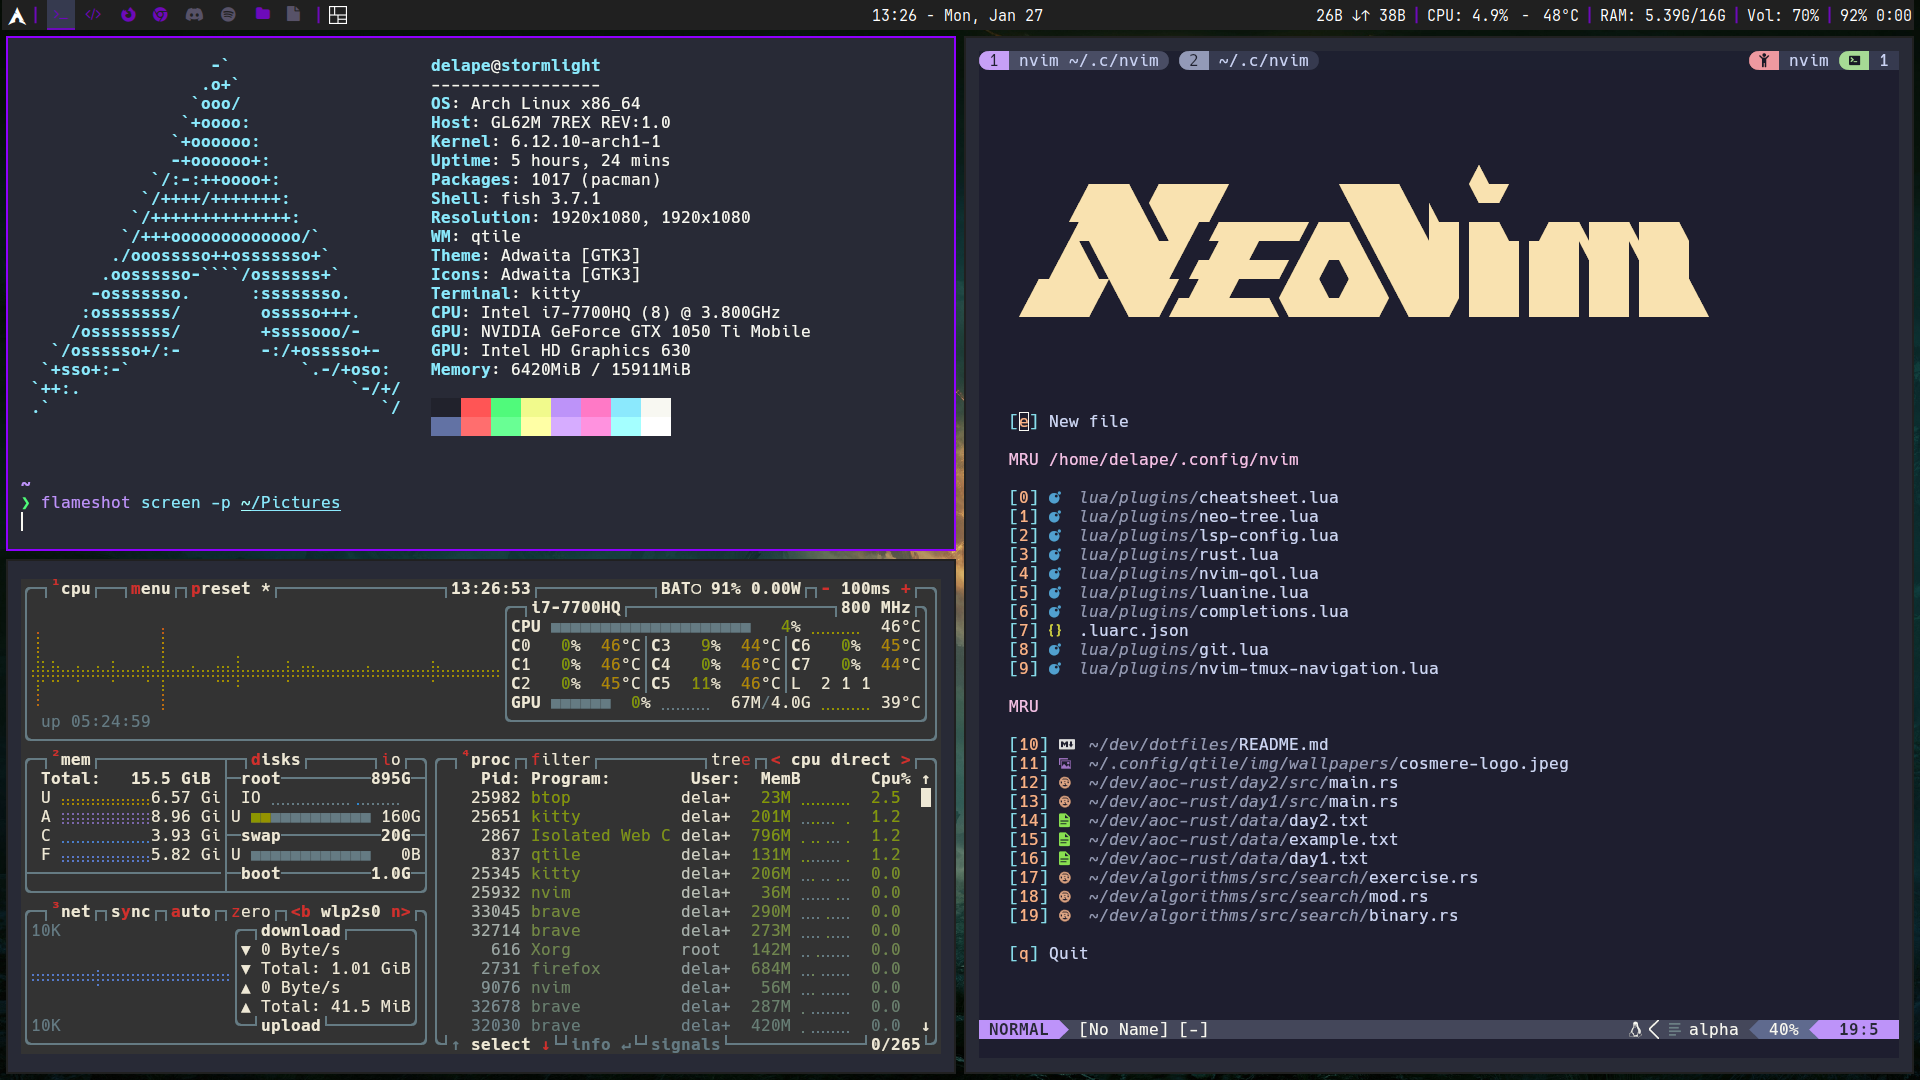 13:26 - Mon, Jan 27
26B ↓↑ 38B | CPU: 4.9% - 48°C | RAM: 5.39G/16G | Vol: 70% | 92% 0:00
delape@stormlight
-----------------
OS: Arch Linux x86_64
Host: GL62M 7REX REV:1.0
Kernel: 6.12.10-arch1-1
Uptime: 5 hours, 24 mins
Packages: 1017 (pacman)
Shell: fish 3.7.1
Resolution: 1920x1080, 1920x1080
WM: qtile
Theme: Adwaita [GTK3]
Icons: Adwaita [GTK3]
Terminal: kitty
CPU: Intel i7-7700HQ (8) @ 3.800GHz
GPU: NVIDIA GeForce GTX 1050 Ti Mobile
GPU: Intel HD Graphics 630
Memory: 6420MiB / 15911MiB
~
❯ flameshot screen -p ~/Pictures
1cpu menu preset * 13:26:53 BAT○ 91% 0.00W - 100ms +
i7-7700HQ 800 MHz
CPU 4% 46°C
C0 0% 46°C C3 9% 44°C C6 0% 45°C
C1 0% 46°C C4 0% 46°C C7 0% 44°C
C2 0% 45°C C5 11% 46°C L 2 1 1
GPU 0% 67M/4.0G 39°C
up 05:24:59
2mem disks io
Total: 15.5 GiB root 895G
U 6.57 Gi IO
A 8.96 Gi U 160G
C 3.93 Gi swap 20G
F 5.82 Gi U 0B
boot 1.0G
3net sync auto zero <b wlp2s0 n>
10K
download
▼ 0 Byte/s
▼ Total: 1.01 GiB
▲ 0 Byte/s
▲ Total: 41.5 MiB
upload
10K
4proc filter tree < cpu direct >
Pid: Program: User: MemB Cpu% ↑
25982 btop dela+ 23M 2.5
25651 kitty dela+ 201M 1.2
2867 Isolated Web C dela+ 796M 1.2
837 qtile dela+ 131M 1.2
25345 kitty dela+ 206M 0.0
25932 nvim dela+ 36M 0.0
33045 brave dela+ 290M 0.0
32714 brave dela+ 273M 0.0
616 Xorg root 142M 0.0
2731 firefox dela+ 684M 0.0
9076 nvim dela+ 56M 0.0
32678 brave dela+ 287M 0.0
32030 brave dela+ 420M 0.0 ↓
↑ select ↓ info ↵ signals 0/265
1 nvim ~/.c/nvim 2 ~/.c/nvim nvim 1
NEOVIM
[e] New file
MRU /home/delape/.config/nvim
[0] lua/plugins/cheatsheet.lua
[1] lua/plugins/neo-tree.lua
[2] lua/plugins/lsp-config.lua
[3] lua/plugins/rust.lua
[4] lua/plugins/nvim-qol.lua
[5] lua/plugins/luanine.lua
[6] lua/plugins/completions.lua
[7] {} .luarc.json
[8] lua/plugins/git.lua
[9] lua/plugins/nvim-tmux-navigation.lua
MRU
[10] ~/dev/dotfiles/README.md
[11] ~/.config/qtile/img/wallpapers/cosmere-logo.jpeg
[12] ~/dev/aoc-rust/day2/src/main.rs
[13] ~/dev/aoc-rust/day1/src/main.rs
[14] ~/dev/aoc-rust/data/day2.txt
[15] ~/dev/aoc-rust/data/example.txt
[16] ~/dev/aoc-rust/data/day1.txt
[17] ~/dev/algorithms/src/search/exercise.rs
[18] ~/dev/algorithms/src/search/mod.rs
[19] ~/dev/algorithms/src/search/binary.rs
[q] Quit
NORMAL [No Name] [-] alpha 40% 19:5